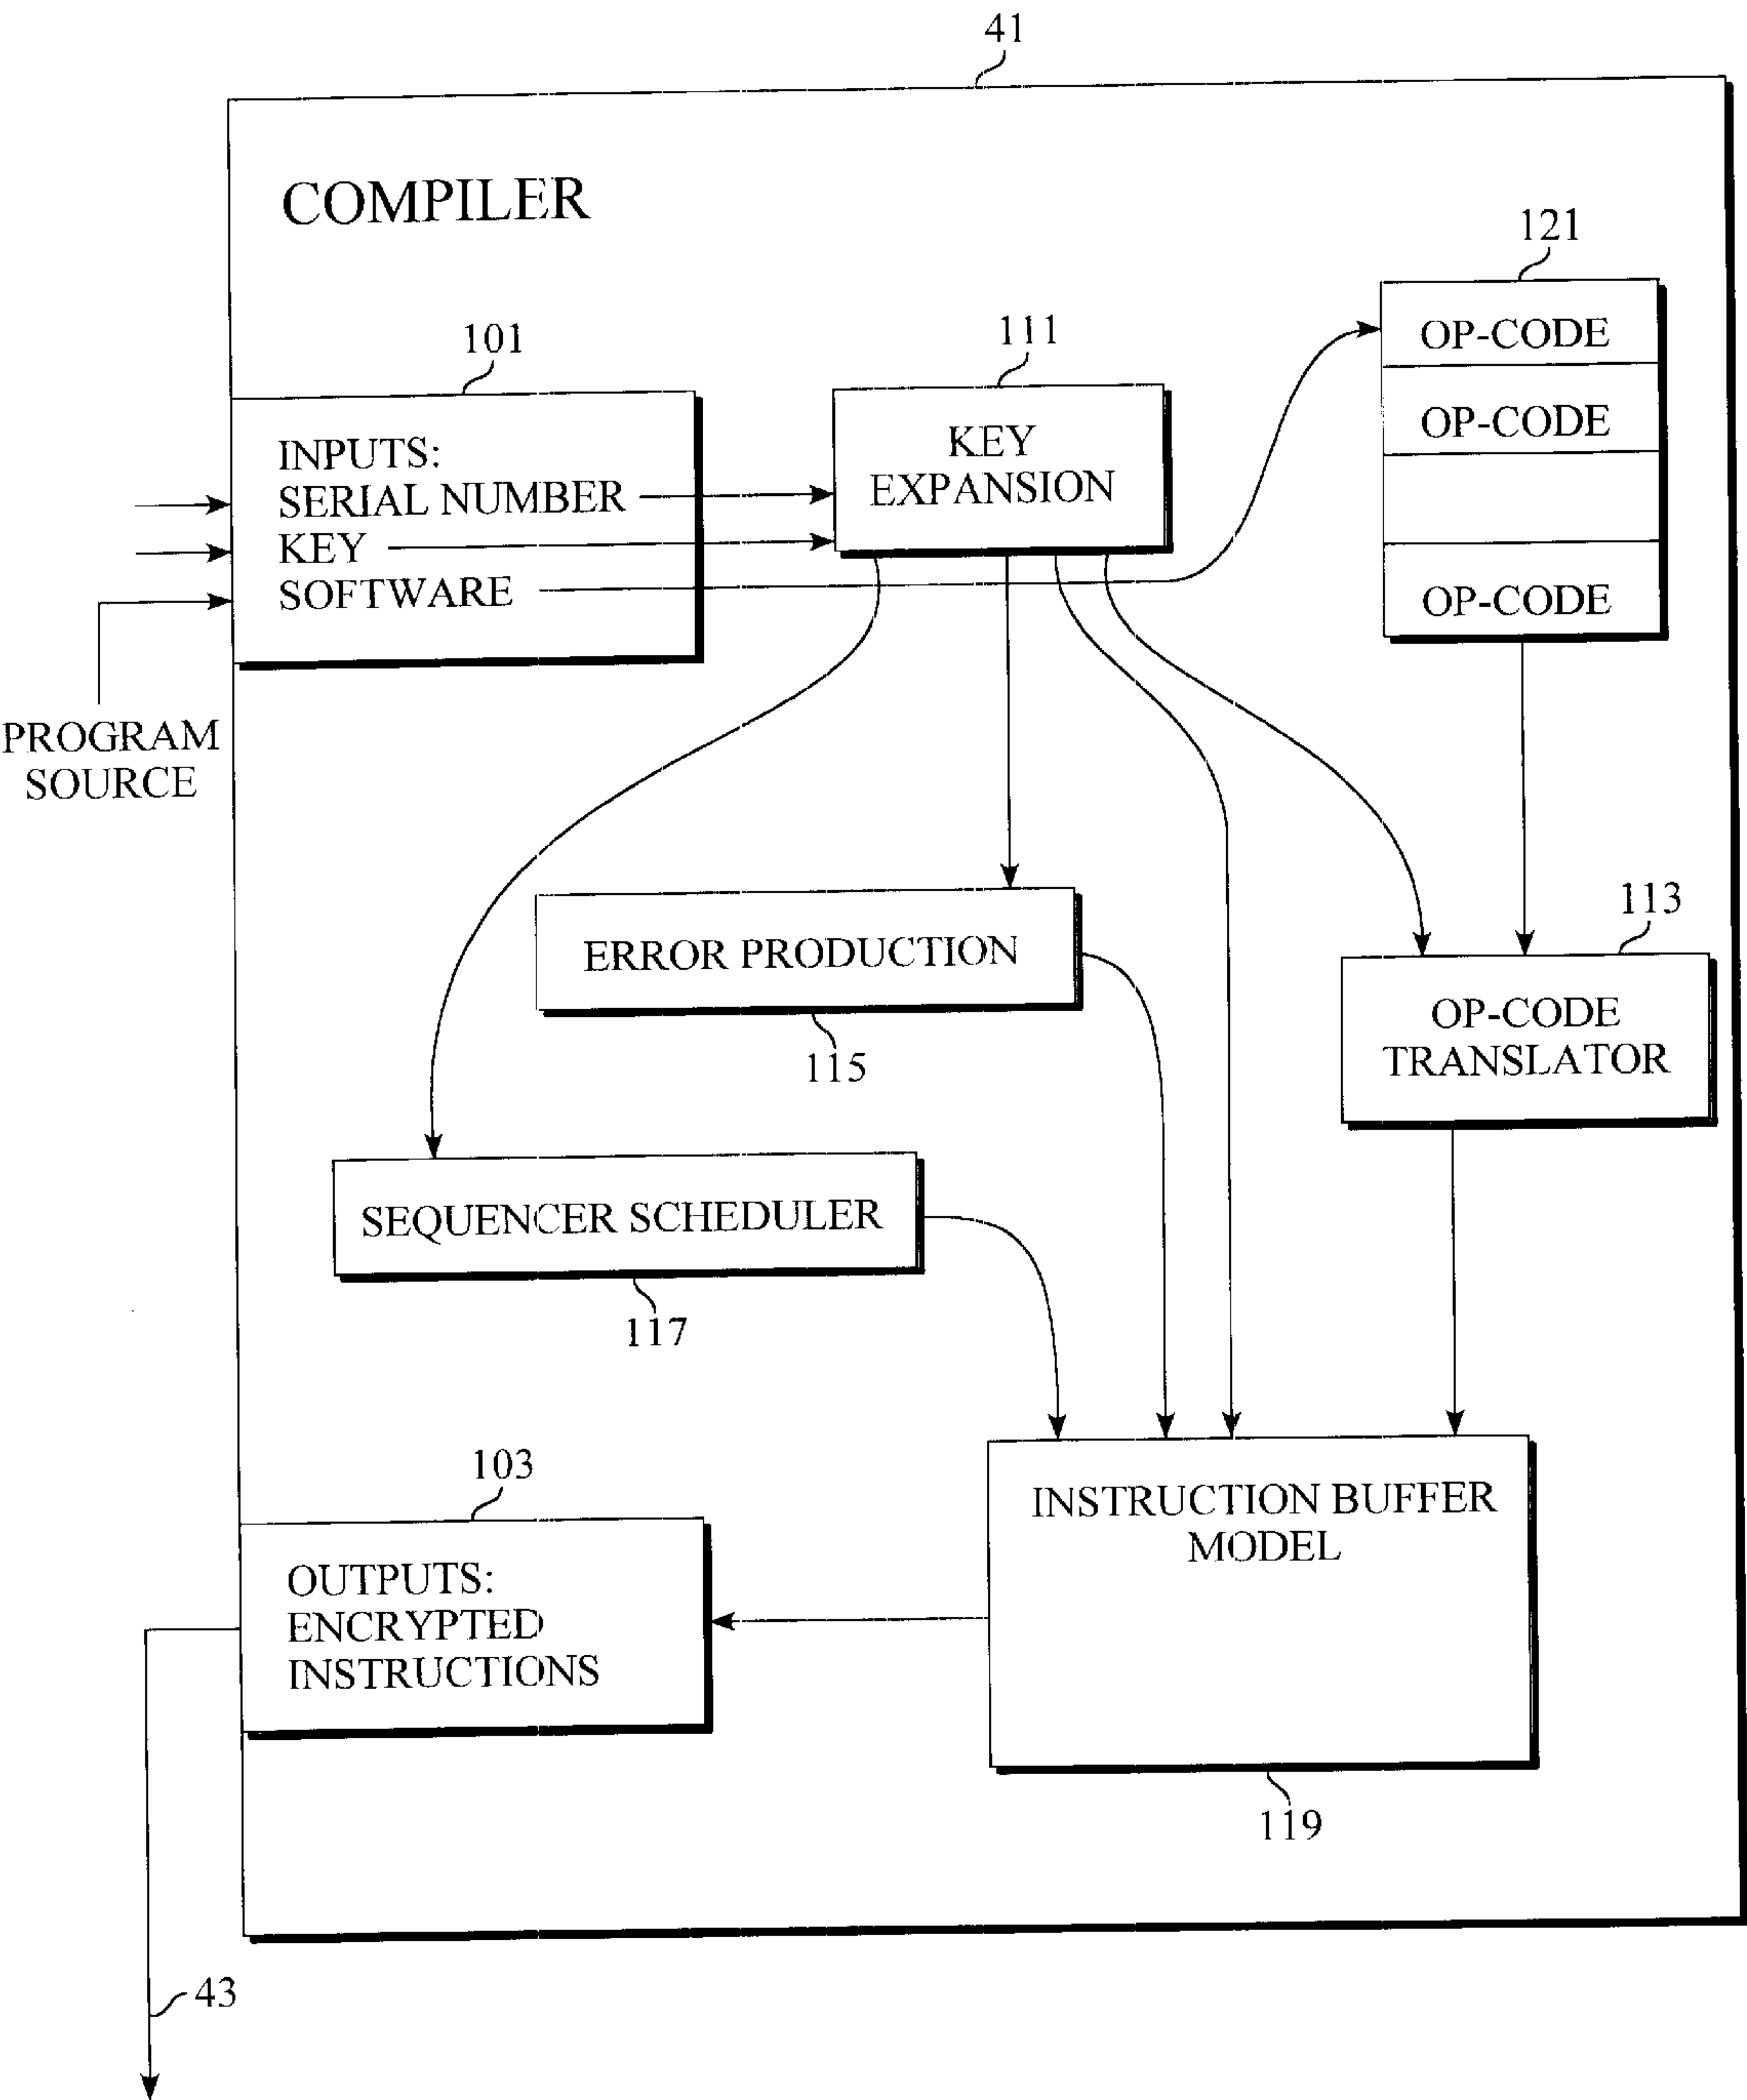 41
COMPILER
121
OP-CODE
OP-CODE
OP-CODE
101
INPUTS:
SERIAL NUMBER
KEY
SOFTWARE
111
KEY
EXPANSION
PROGRAM
SOURCE
ERROR PRODUCTION
115
113
OP-CODE
TRANSLATOR
SEQUENCER SCHEDULER
117
103
OUTPUTS:
ENCRYPTED
INSTRUCTIONS
INSTRUCTION BUFFER
MODEL
119
43